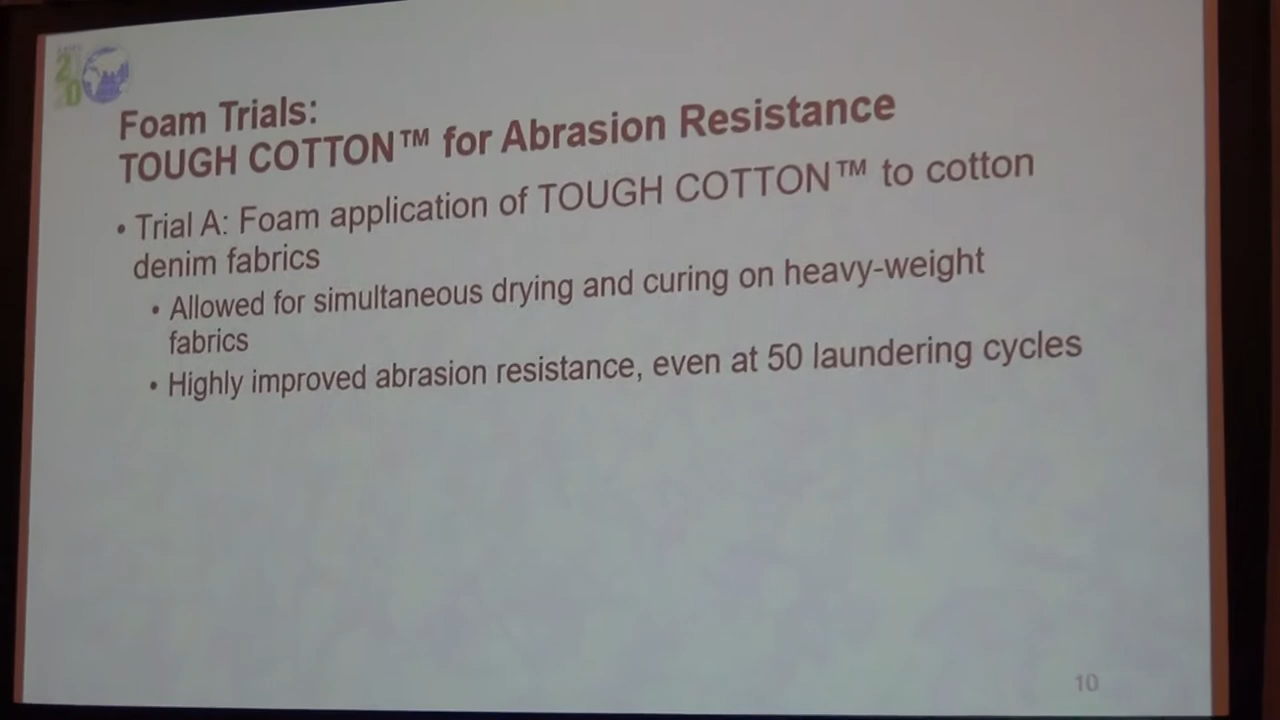 Foam Trials:
TOUGH COTTON™ for Abrasion Resistance
• Trial A: Foam application of TOUGH COTTON™ to cotton
denim fabrics
• Allowed for simultaneous drying and curing on heavy-weight
fabrics
• Highly improved abrasion resistance, even at 50 laundering cycles
10